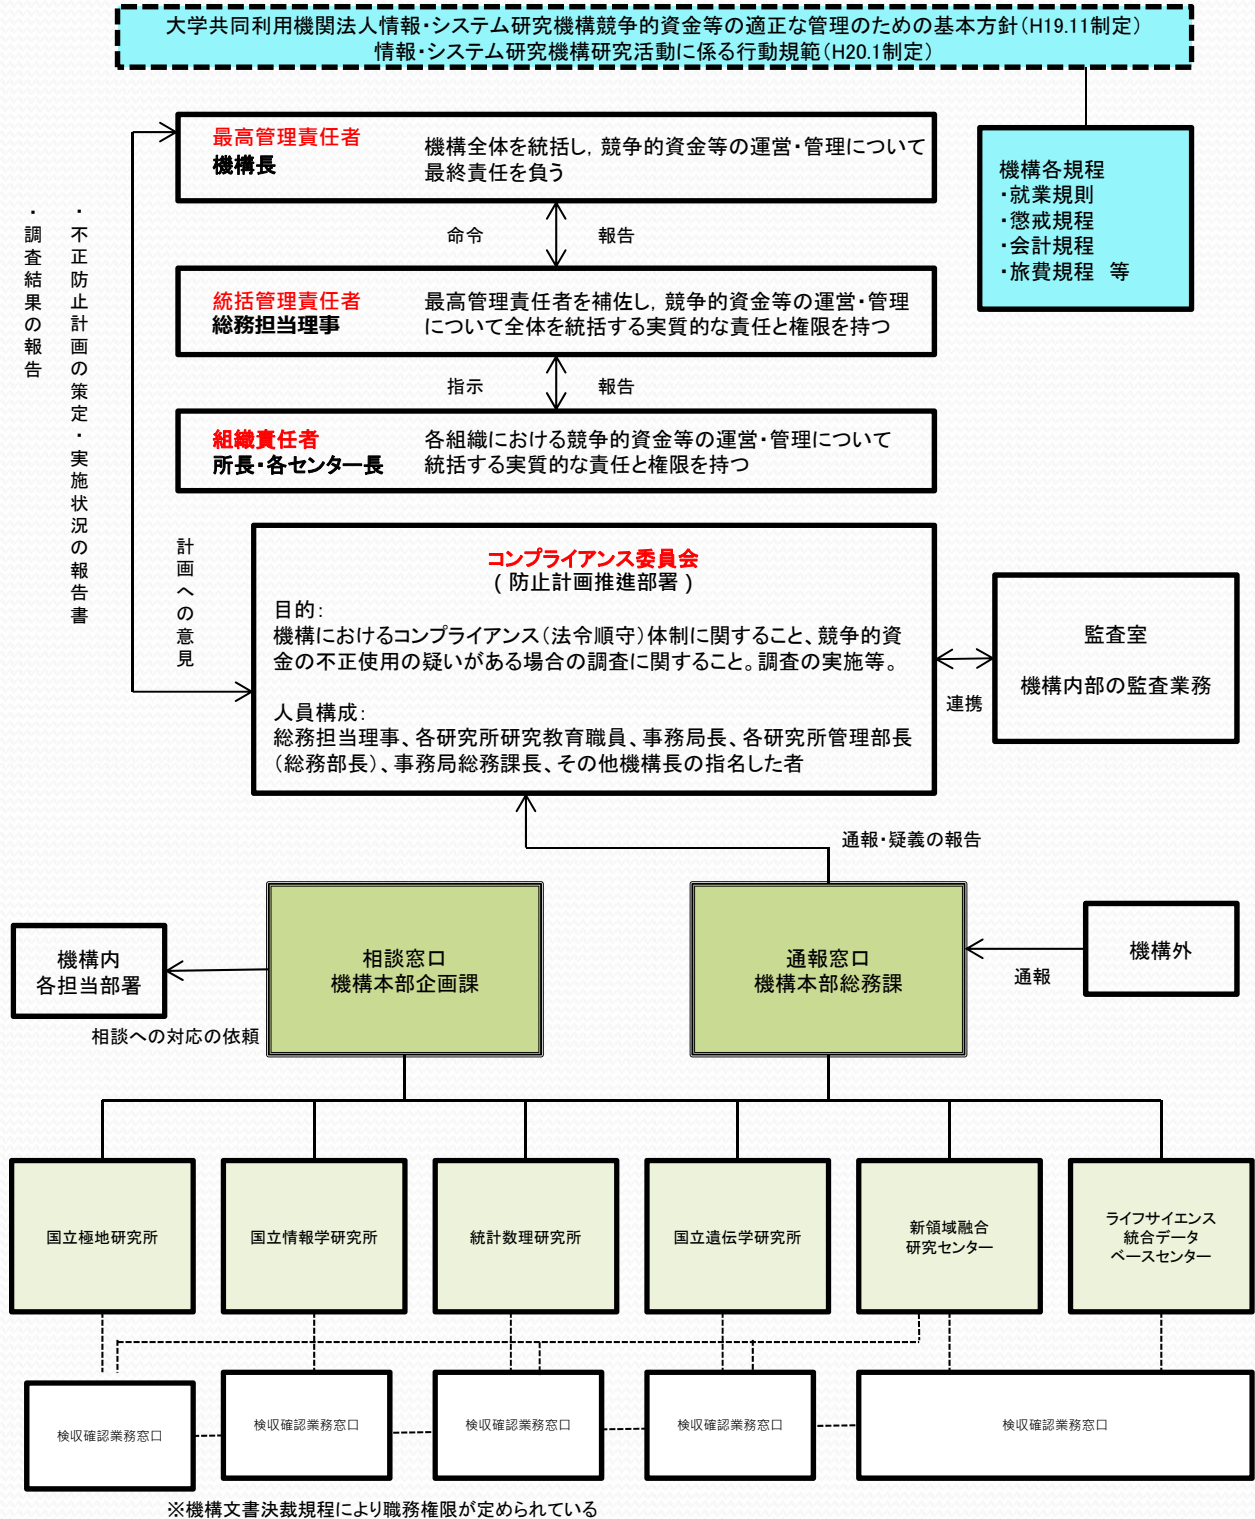 大学共同利用機関法人情報・システム研究機構競争的資金等の適正な管理のための基本方針(H19.11制定)
情報・システム研究機構研究活動に係る行動規範(H20.1制定)
最高管理責任者
機構長
機構全体を統括し,競争的資金等の運営・管理について
最終責任を負う
機構各規程
・就業規則
・懲戒規程
・会計規程
・旅費規程 等
命令
報告
統括管理責任者
総務担当理事
最高管理責任者を補佐し,競争的資金等の運営・管理
について全体を統括する実質的な責任と権限を持つ
指示
報告
組織責任者
所長・各センター長
各組織における競争的資金等の運営・管理について
統括する実質的な責任と権限を持つ
・不正防止計画の策定・実施状況の報告書
・調査結果の報告
計画への意見
コンプライアンス委員会
(防止計画推進部署)
目的:
機構におけるコンプライアンス(法令順守)体制に関すること、競争的資
金の不正使用の疑いがある場合の調査に関すること。調査の実施等。
人員構成:
総務担当理事、各研究所研究教育職員、事務局長、各研究所管理部長
(総務部長)、事務局総務課長、その他機構長の指名した者
連携
監査室
機構内部の監査業務
通報・疑義の報告
機構内
各担当部署
相談への対応の依頼
相談窓口
機構本部企画課
通報窓口
機構本部総務課
通報
機構外
国立極地研究所
国立情報学研究所
統計数理研究所
国立遺伝学研究所
新領域融合
研究センター
ライフサイエンス
統合データ
ベースセンター
検収確認業務窓口
検収確認業務窓口
検収確認業務窓口
検収確認業務窓口
検収確認業務窓口
※機構文書決裁規程により職務権限が定められている